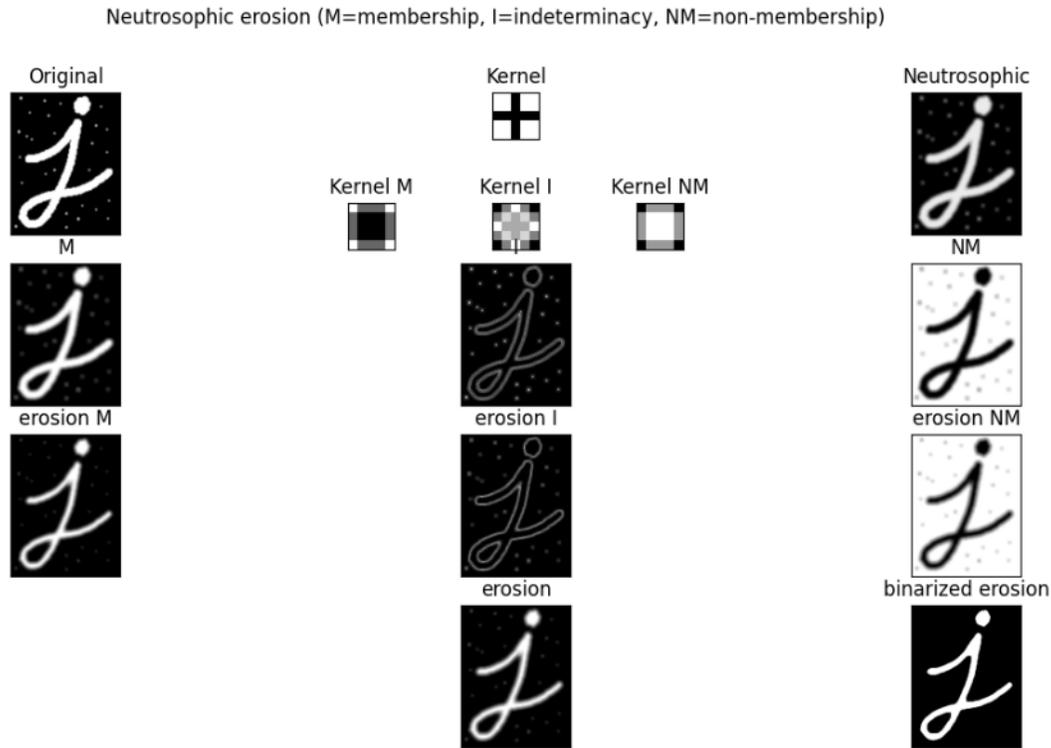 Neutrosophic erosion (M=membership, I=indeterminacy, NM=non-membership)
Original Kernel Neutrosophic
Kernel M Kernel I Kernel NM
M I NM
erosion M erosion I erosion NM
erosion binarized erosion